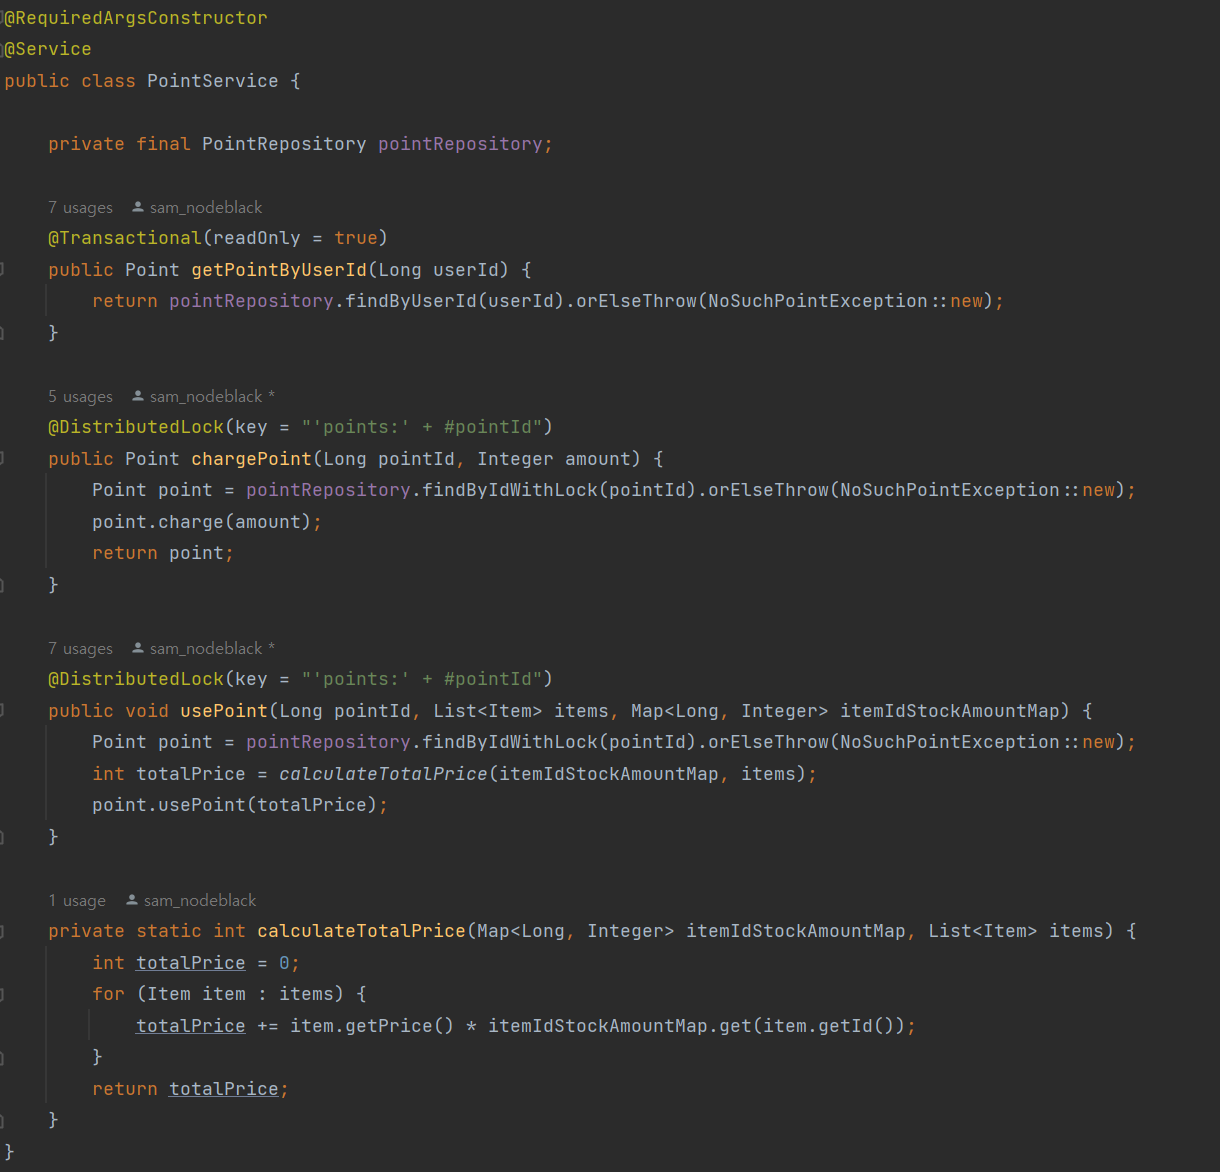 @RequiredArgsConstructor
@Service
public class PointService {
private final PointRepository pointRepository;
7 usages sam_nodeblack
@Transactional(readOnly = true)
public Point getPointByUserId(Long userId) {
return pointRepository.findByUserId(userId).orElseThrow(NoSuchPointException::new);
}
5 usages sam_nodeblack *
@DistributedLock(key = "'points:' + #pointId")
public Point chargePoint(Long pointId, Integer amount) {
Point point = pointRepository.findByIdWithLock(pointId).orElseThrow(NoSuchPointException::new);
point.charge(amount);
return point;
}
7 usages sam_nodeblack *
@DistributedLock(key = "'points:' + #pointId")
public void usePoint(Long pointId, List<Item> items, Map<Long, Integer> itemIdStockAmountMap) {
Point point = pointRepository.findByIdWithLock(pointId).orElseThrow(NoSuchPointException::new);
int totalPrice = calculateTotalPrice(itemIdStockAmountMap, items);
point.usePoint(totalPrice);
}
1 usage sam_nodeblack
private static int calculateTotalPrice(Map<Long, Integer> itemIdStockAmountMap, List<Item> items) {
int totalPrice = 0;
for (Item item : items) {
totalPrice += item.getPrice() * itemIdStockAmountMap.get(item.getId());
}
return totalPrice;
}
}